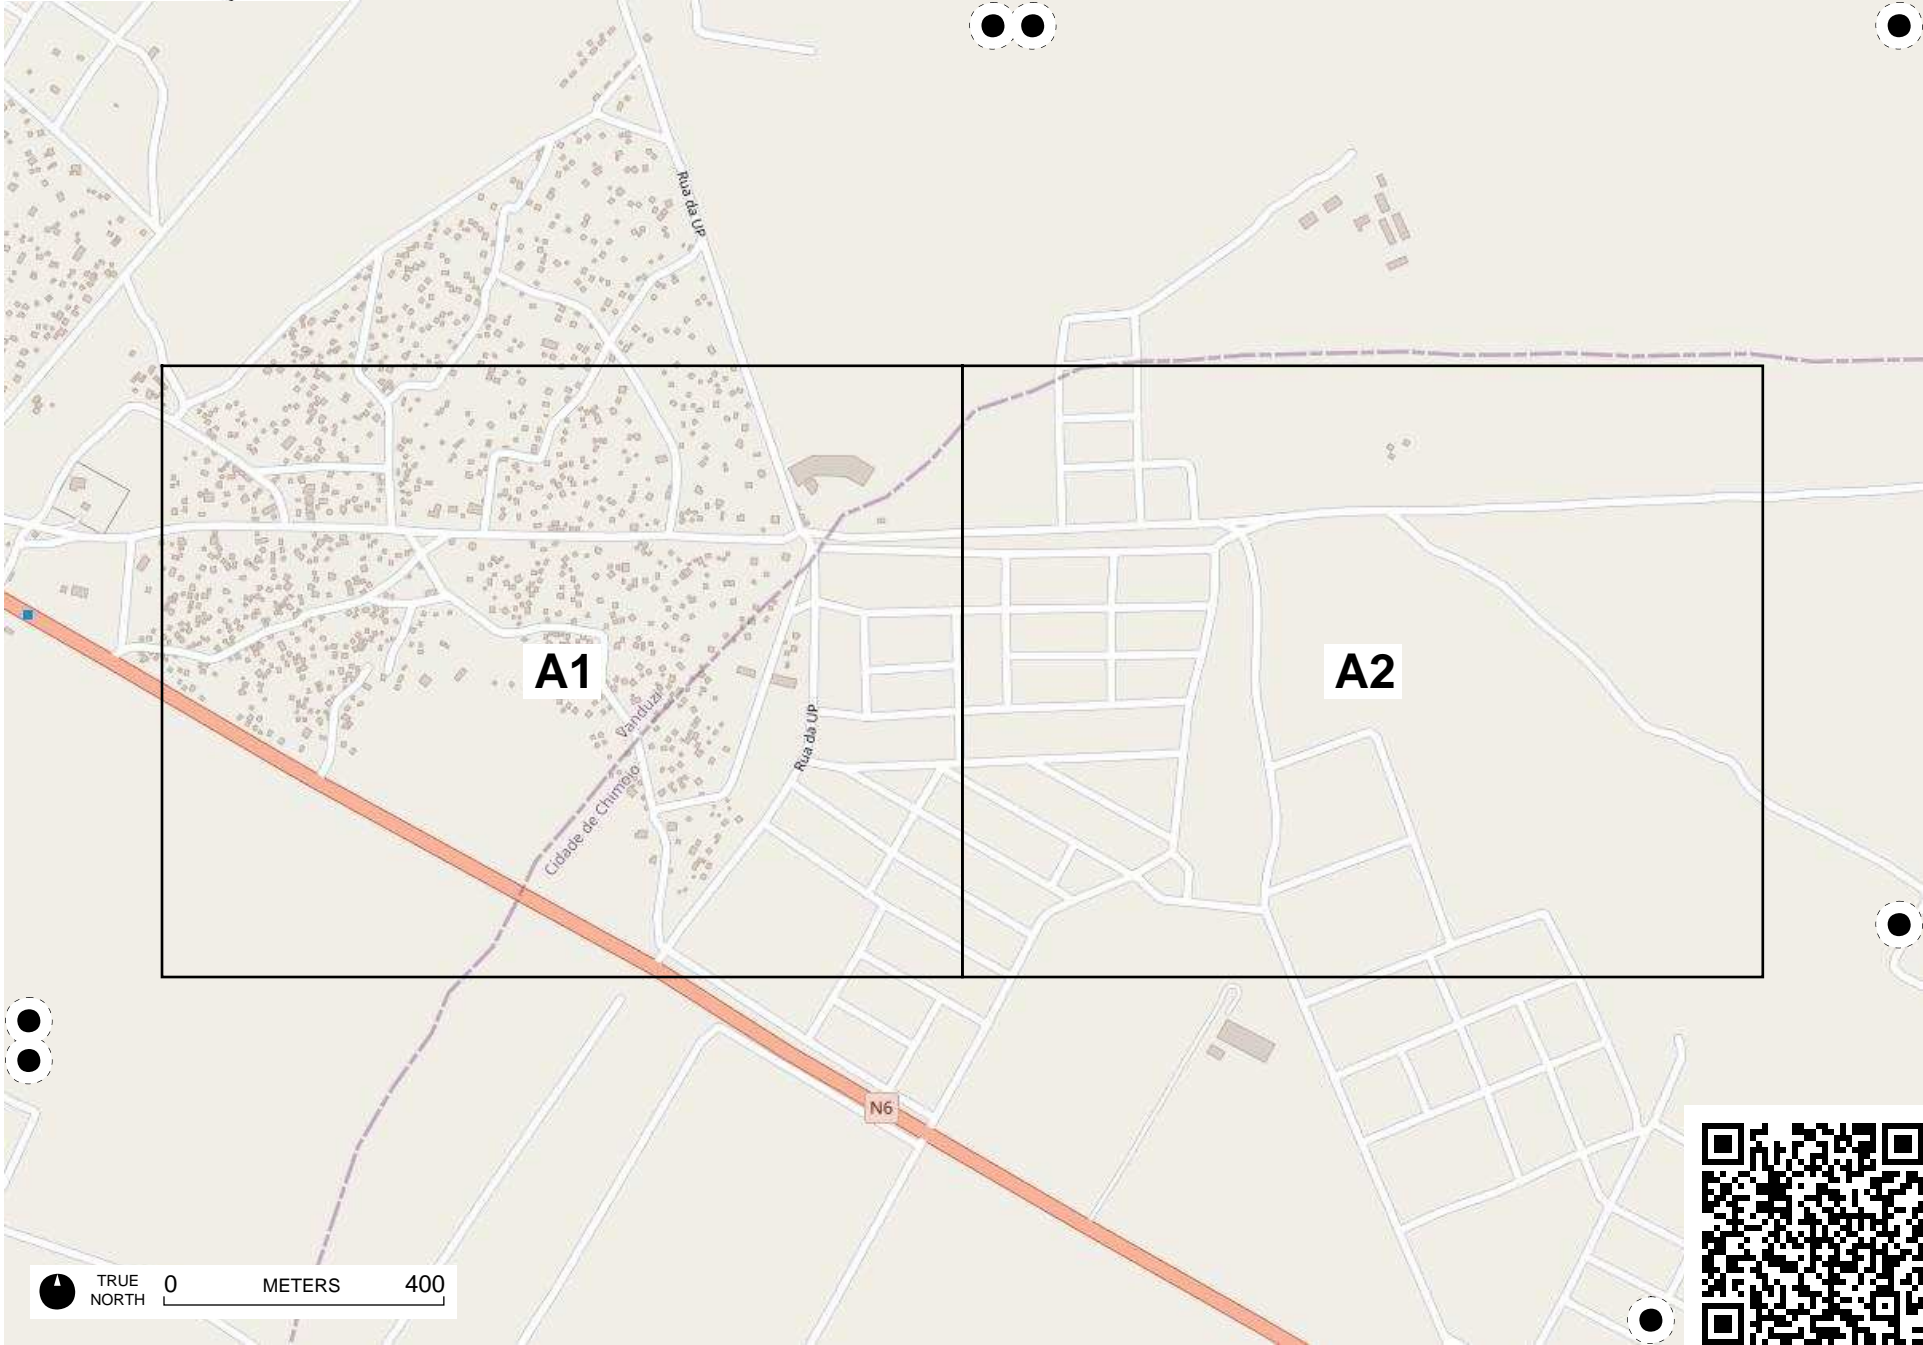 Rua da UP
A1
A2
Vanduzi
Rua da UP
Cidade de Chimoio
N6
TRUE
NORTH
0 METERS 400